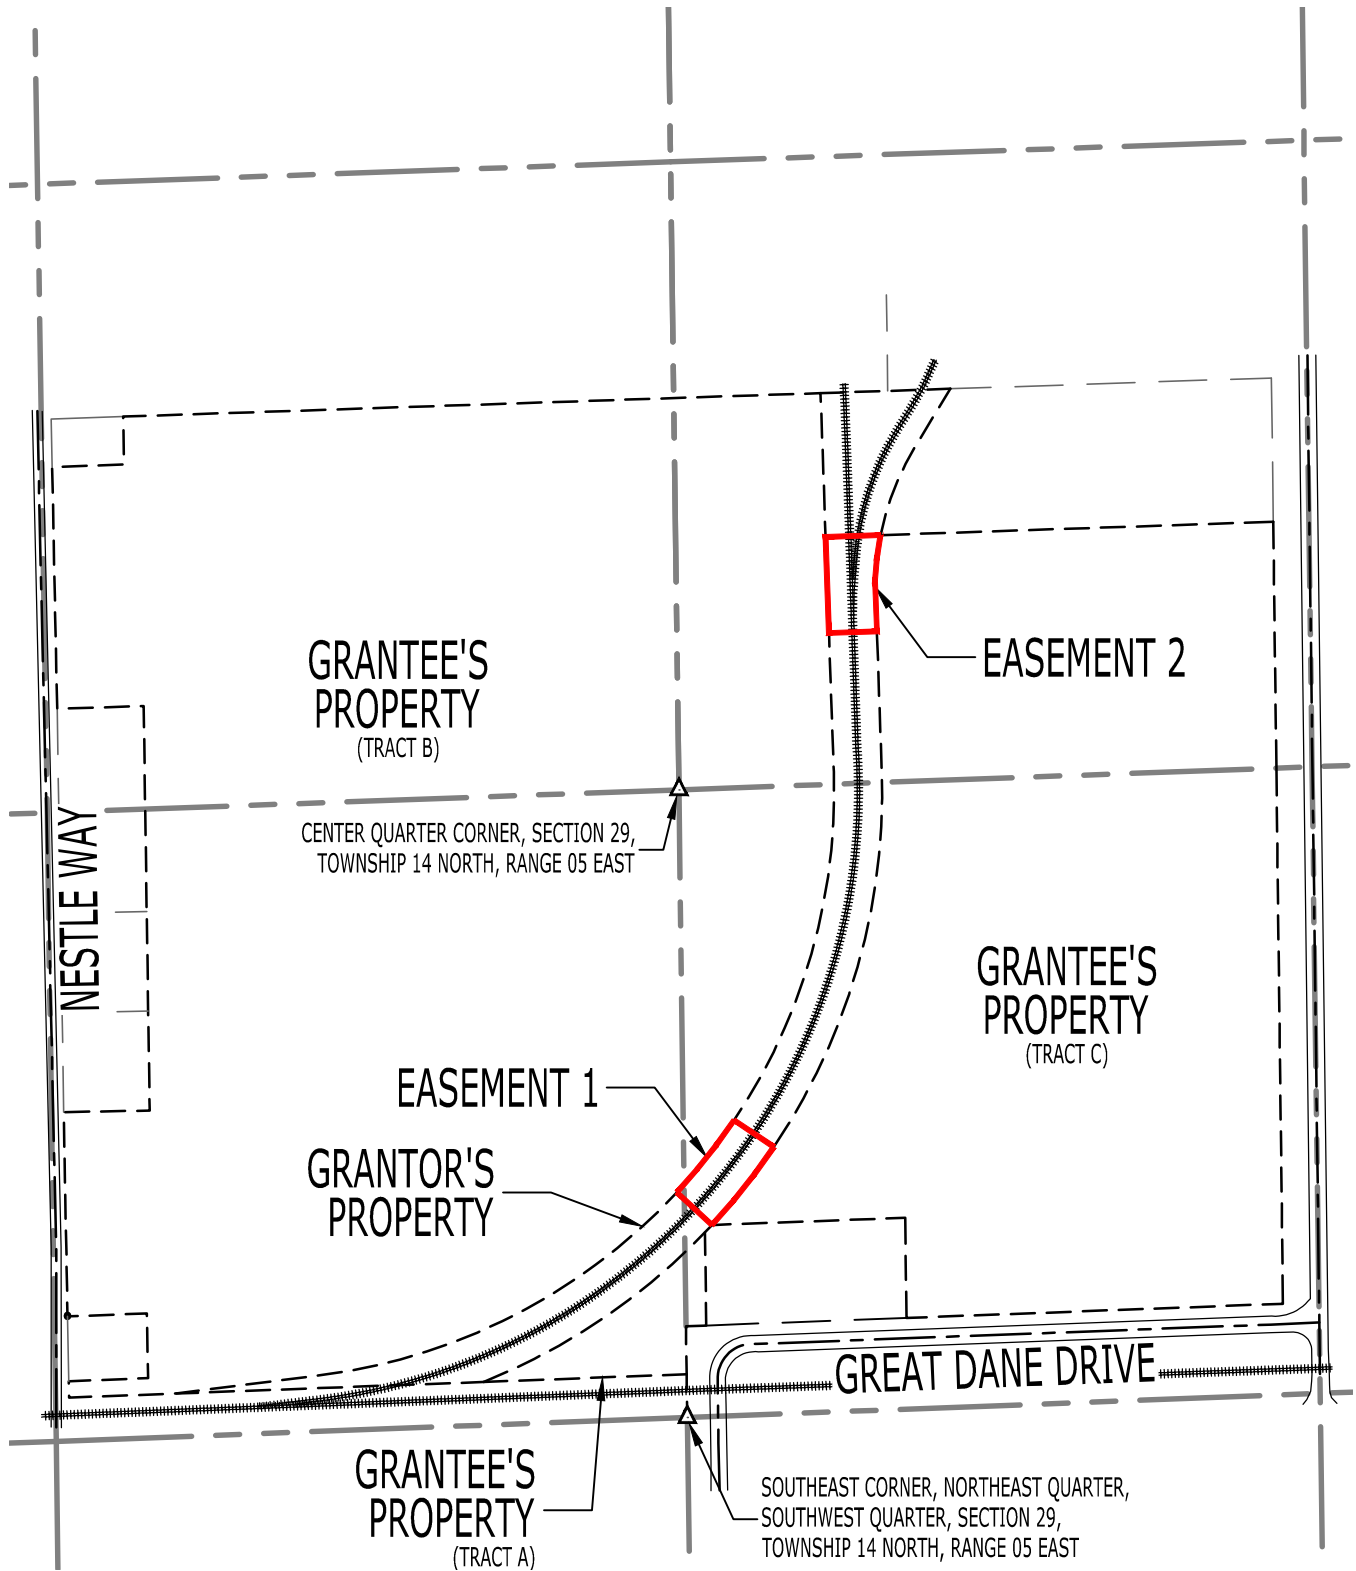 GRANTEE'S
PROPERTY
(TRACT B)
EASEMENT 2
CENTER QUARTER CORNER, SECTION 29,
TOWNSHIP 14 NORTH, RANGE 05 EAST
NESTLE WAY
GRANTEE'S
PROPERTY
(TRACT C)
EASEMENT 1
GRANTOR'S
PROPERTY
GREAT DANE DRIVE
GRANTEE'S
PROPERTY
(TRACT A)
SOUTHEAST CORNER, NORTHEAST QUARTER,
SOUTHWEST QUARTER, SECTION 29,
TOWNSHIP 14 NORTH, RANGE 05 EAST